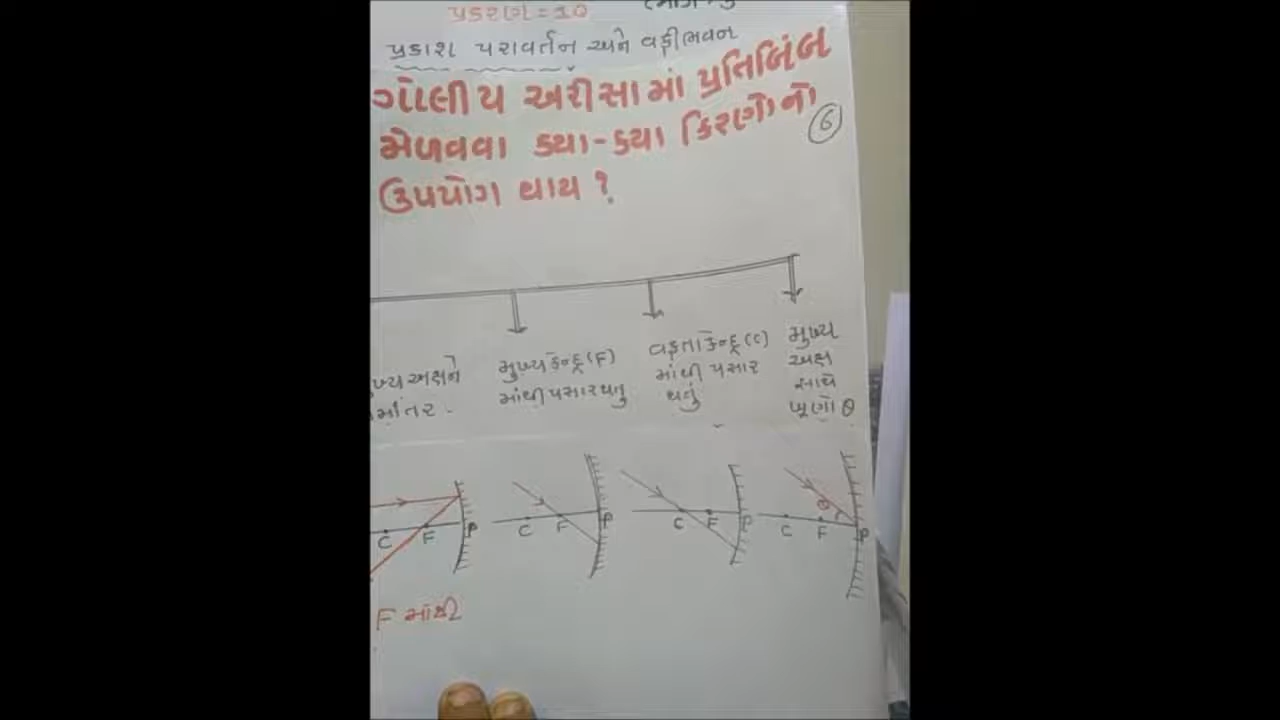 પ્રકરણ = 10
પ્રકાશ પરાવર્તન અને વક્રીભવન
ગોલીય અરીસામાં પ્રતિબિંબ
મેળવવા ક્યા-ક્યા કિરણોનો
ઉપયોગ થાય ?
6
મુખ્યકેન્દ્ર (F)
માંથી પસાર થતુ
વક્રતાકેન્દ્ર (C)
માંથી પસાર
થતું
મુખ્ય
અક્ષ
સાથે
ખૂણો θ
C F P
C F P
C F P
θ
C F P
F માંથી